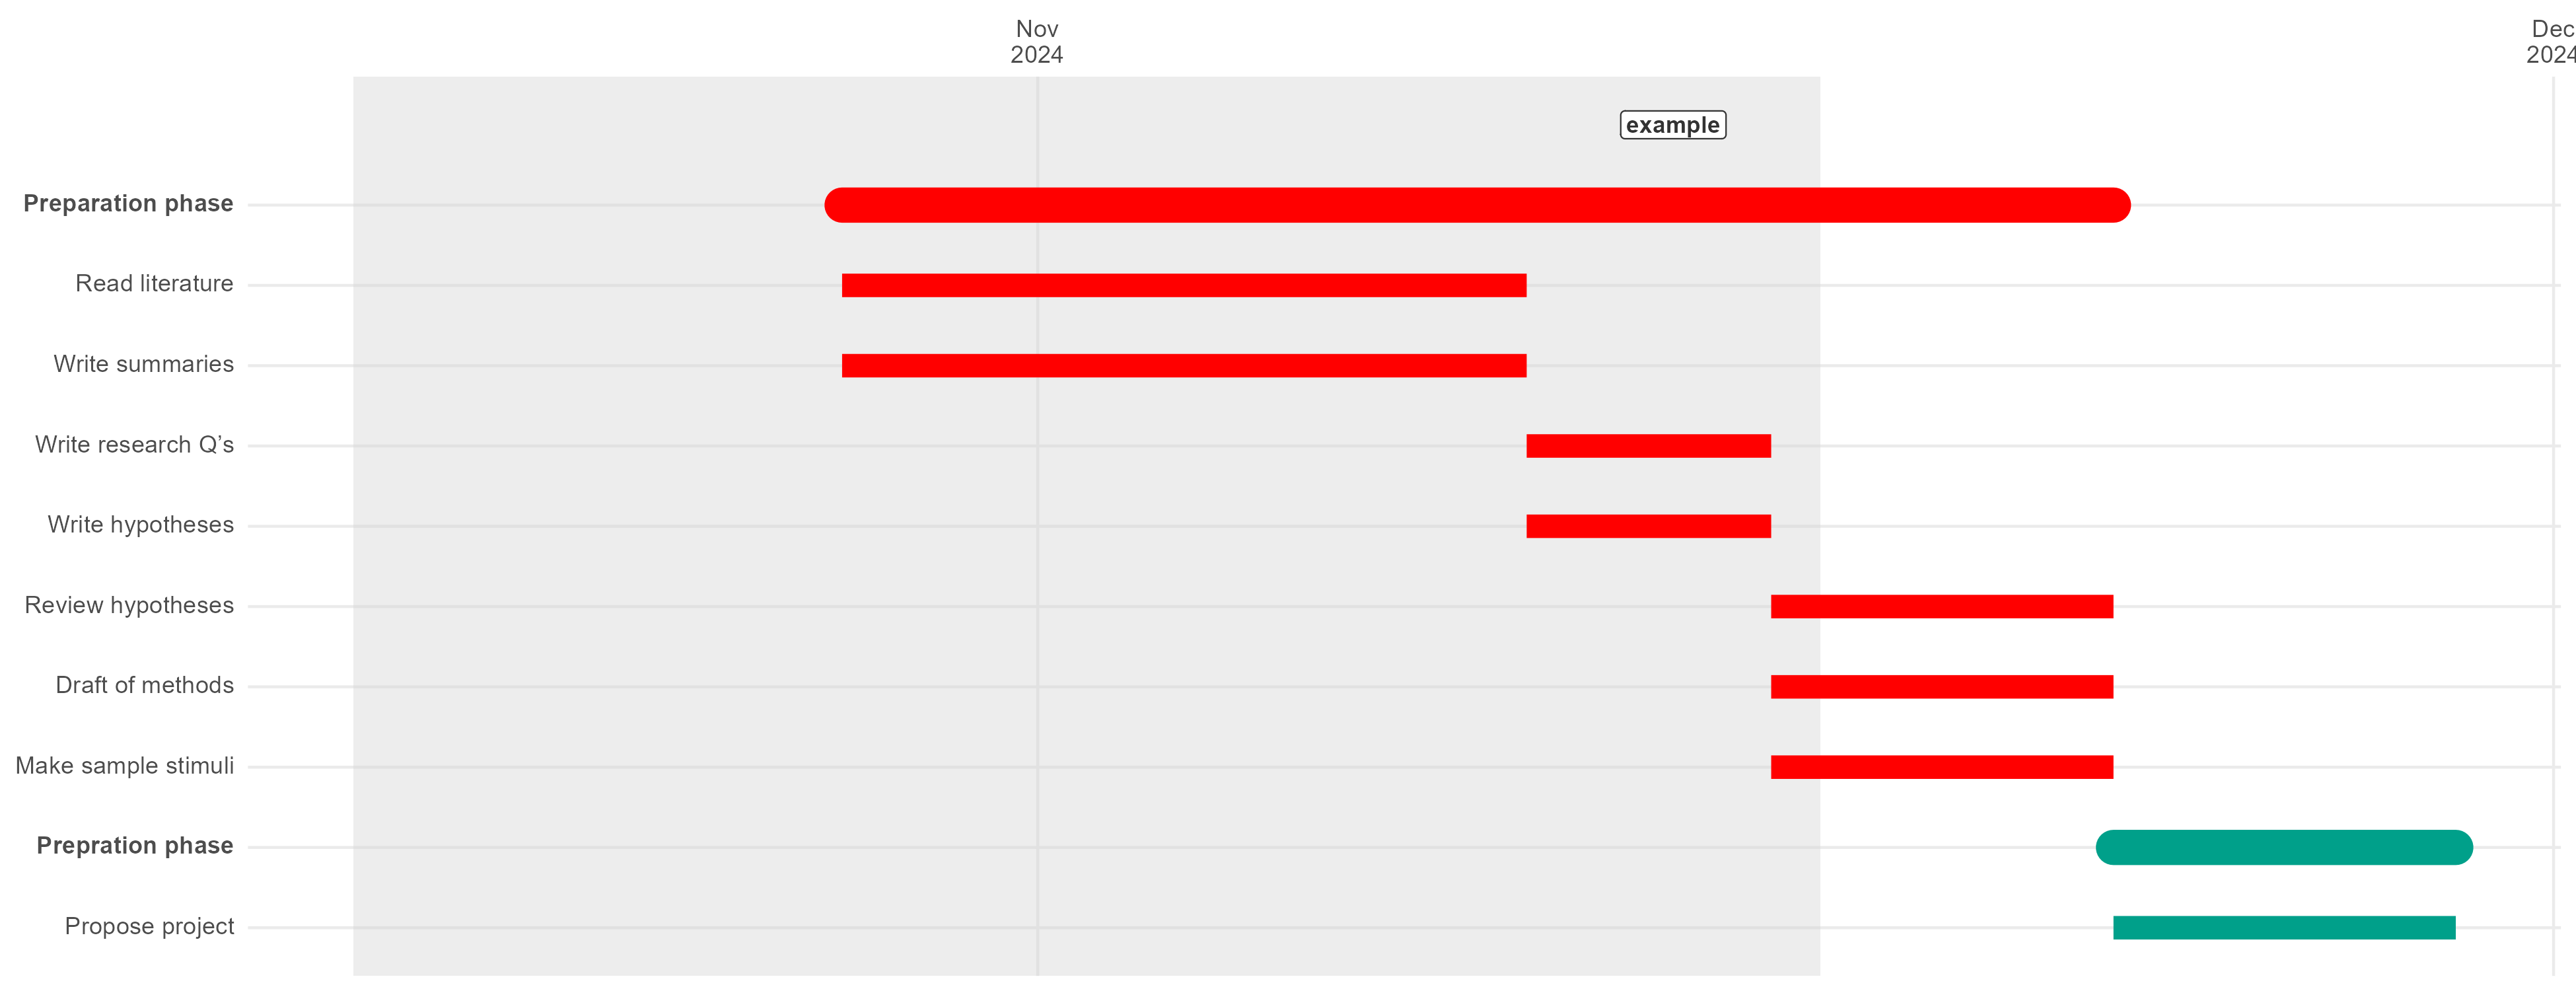 Nov
2024
Dec
2024
example
Preparation phase
Read literature
Write summaries
Write research Q’s
Write hypotheses
Review hypotheses
Draft of methods
Make sample stimuli
Prepration phase
Propose project